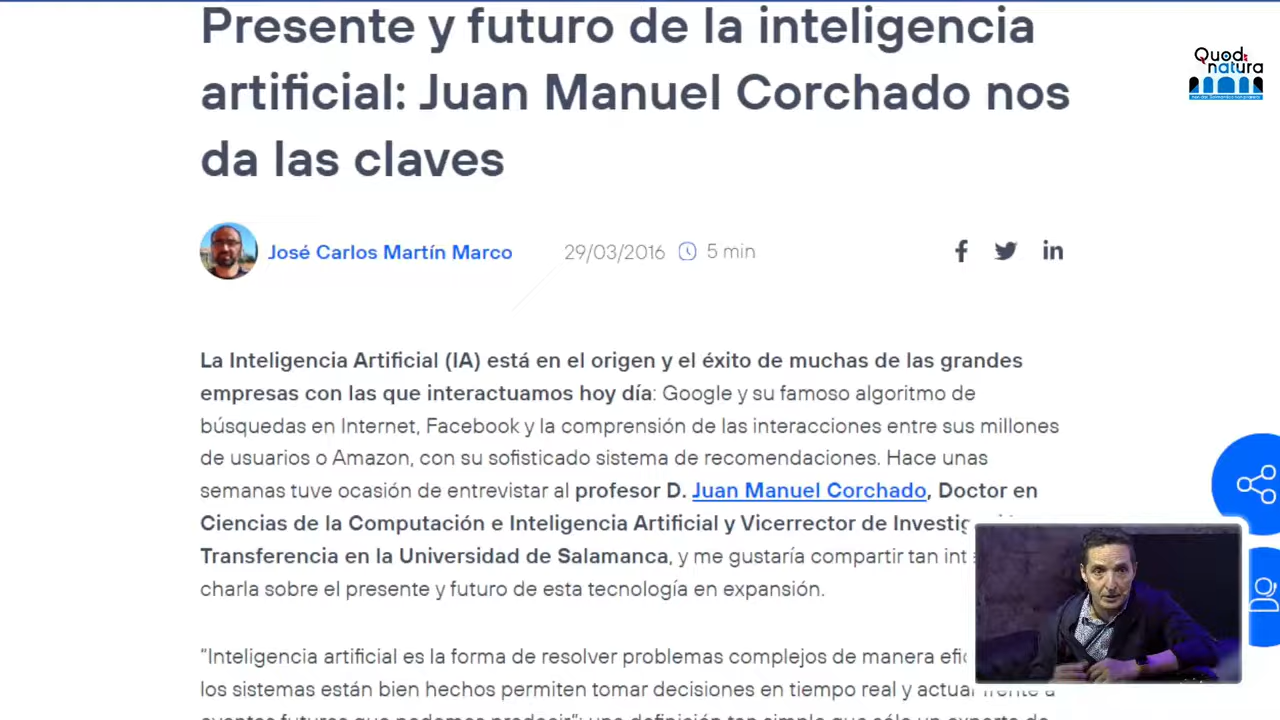 Presente y futuro de la inteligencia
artificial: Juan Manuel Corchado nos
da las claves
Quod
natura
José Carlos Martín Marco
29/03/2016
5 min
La Inteligencia Artificial (IA) está en el origen y el éxito de muchas de las grandes
empresas con las que interactuamos hoy día: Google y su famoso algoritmo de
búsquedas en Internet, Facebook y la comprensión de las interacciones entre sus millones
de usuarios o Amazon, con su sofisticado sistema de recomendaciones. Hace unas
semanas tuve ocasión de entrevistar al profesor D. Juan Manuel Corchado, Doctor en
Ciencias de la Computación e Inteligencia Artificial y Vicerrector de
Transferencia en la Universidad de Salamanca, y me gustaría compartir tan
charla sobre el presente y futuro de esta tecnología en expansión.
“Inteligencia artificial es la forma de resolver problemas complejos de manera
los sistemas están bien hechos permiten tomar decisiones en tiempo real y actuar frente a